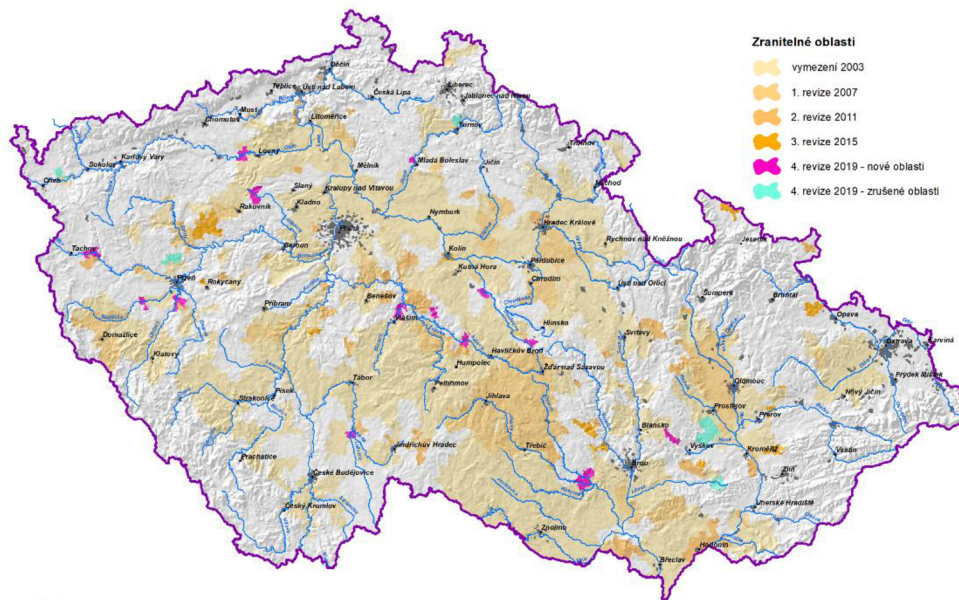 Zranitelné oblasti
vymezení 2003
1. revize 2007
2. revize 2011
3. revize 2015
4. revize 2019 - nové oblasti
4. revize 2019 - zrušené oblasti
Děčín
Teplice
Ústí nad Labem
Česká Lípa
Liberec
Jablonec nad Nisou
Most
Chomutov
Litoměřice
Turnov
Trutnov
Karlovy Vary
Sokolov
Cheb
Louny
Mladá Boleslav
Jičín
Mělník
Náchod
Slaný
Kralupy nad Vltavou
Rakovník
Kladno
Nymburk
Hradec Králové
Praha
Rychnov nad Kněžnou
Jeseník
Tachov
Beroun
Kolín
Pardubice
Kutná Hora
Chrudim
Plzeň
Rokycany
Ústí nad Orlicí
Šumperk
Bruntál
Příbram
Benešov
Opava
Vlašim
Hlinsko
Svitavy
Ostrava
Karviná
Domažlice
Klatovy
Havlíčkův Brod
Humpolec
Žďár nad Sázavou
Frýdek Místek
Tábor
Pelhřimov
Olomouc
Nový Jičín
Písek
Strakonice
Jihlava
Prostějov
Přerov
Blansko
Jindřichův Hradec
Třebíč
Vyškov
Kroměříž
Vsetín
Prachatice
Brno
Zlín
České Budějovice
Uherské Hradiště
Český Krumlov
Znojmo
Hodonín
Břeclav